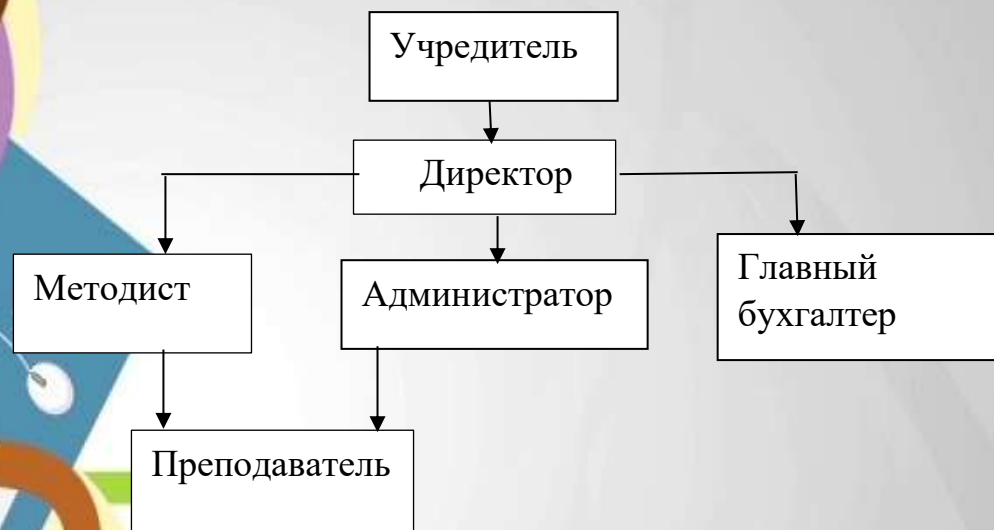 Учредитель
Директор
Методист
Администратор
Главный
бухгалтер
Преподаватель